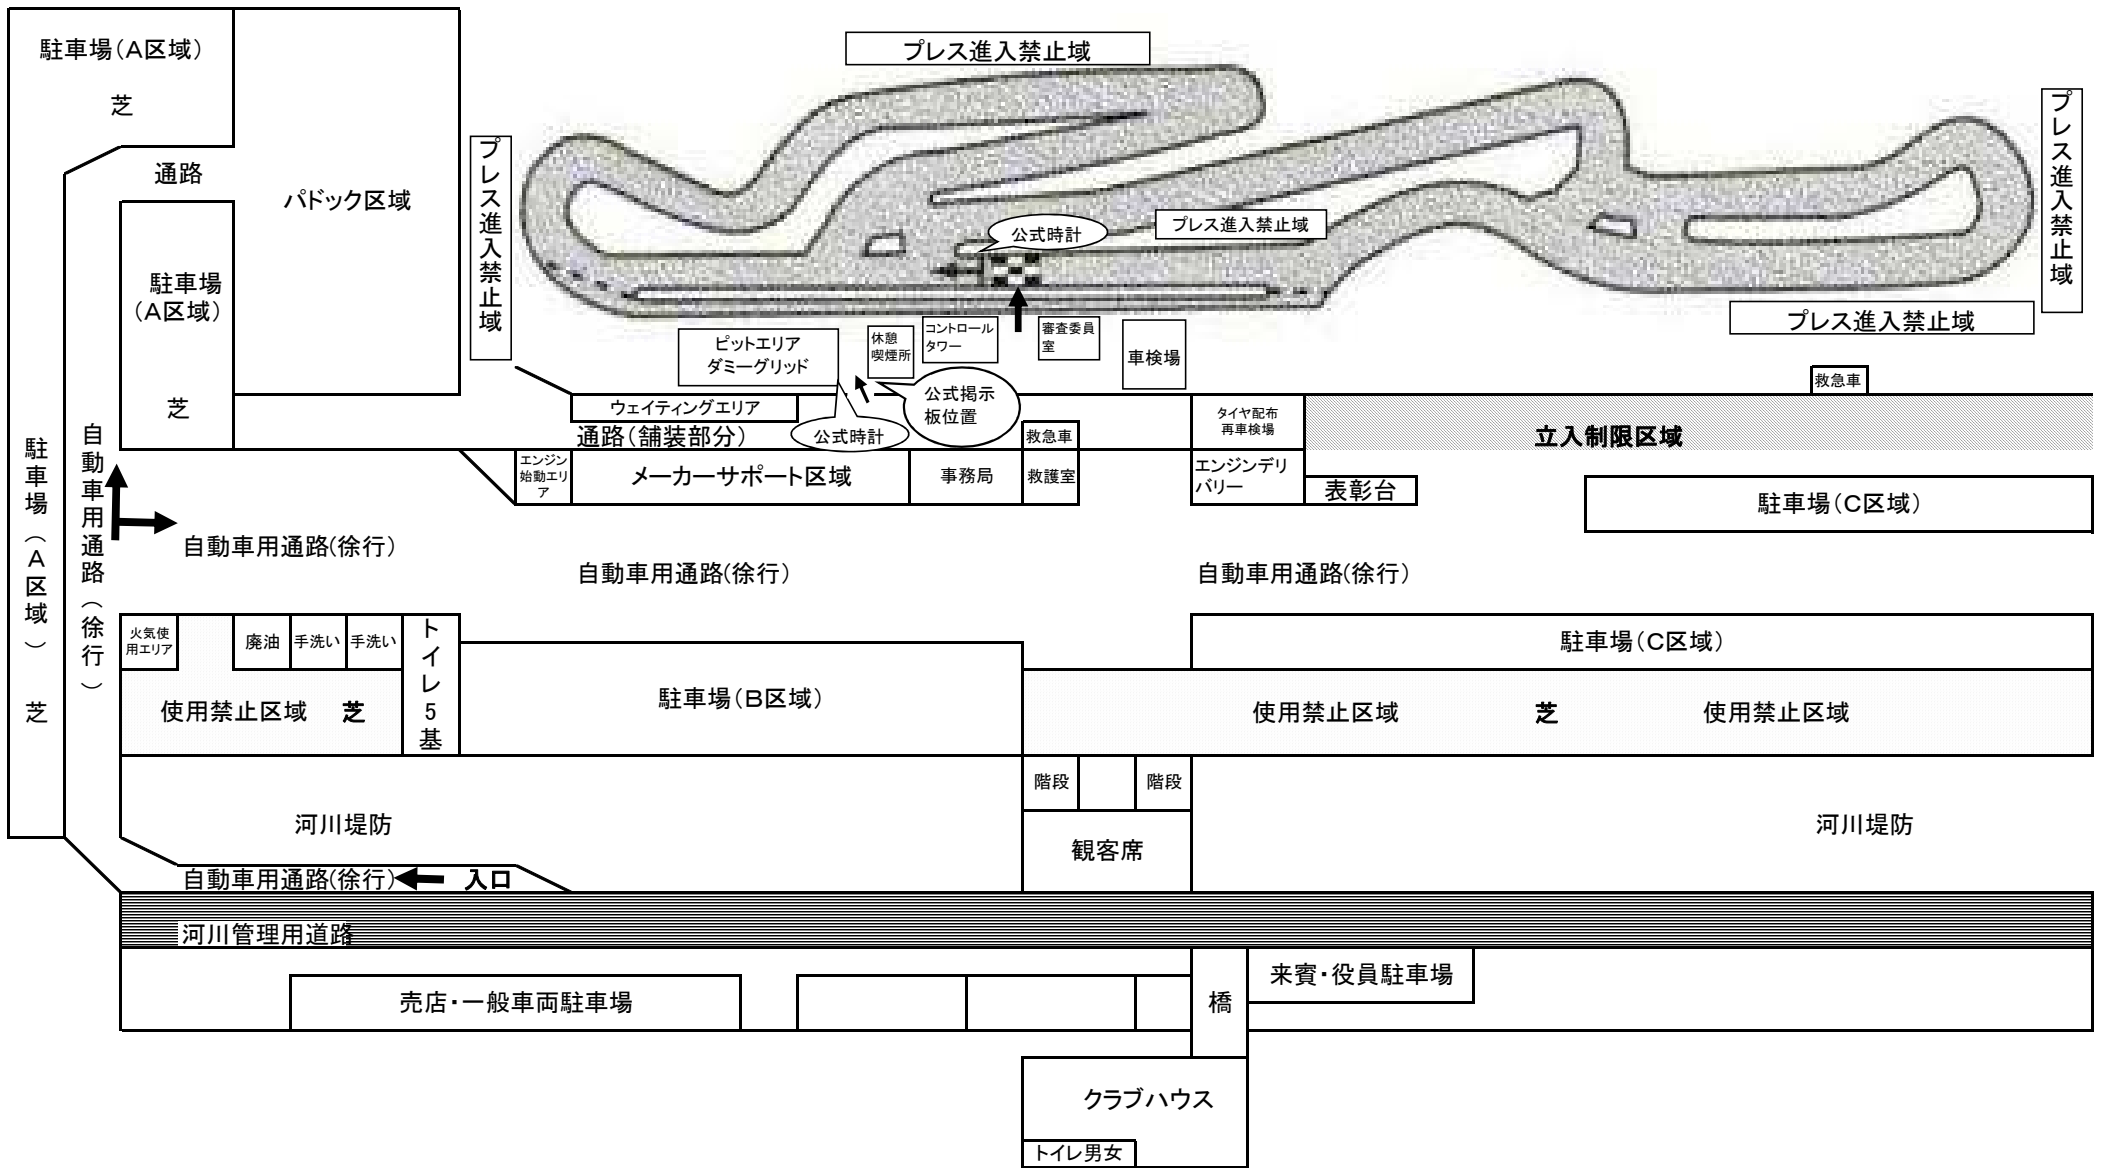 駐車場(A区域)
芝
通路
パドック区域
駐車場
(A区域)
芝
駐車場(A区域) 芝
自動車用通路(徐行)
プレス進入禁止域
プレス進入禁止域
プレス進入禁止域
公式時計
プレス進入禁止域
プレス進入禁止域
ピットエリア
ダミーグリッド
休憩
喫煙所
コントロール
タワー
審査委員
室
車検場
救急車
公式掲示
板位置
ウェイティングエリア
通路(舗装部分)
公式時計
救急車
タイヤ配布
再車検場
立入制限区域
エンジン
始動エリ
ア
メーカーサポート区域
事務局
救護室
エンジンデリ
バリー
表彰台
駐車場(C区域)
自動車用通路(徐行)
自動車用通路(徐行)
自動車用通路(徐行)
火気使
用エリア
廃油
手洗い
手洗い
トイレ5基
駐車場(C区域)
使用禁止区域 芝
駐車場(B区域)
使用禁止区域 芝 使用禁止区域
階段
階段
河川堤防
観客席
河川堤防
自動車用通路(徐行)
入口
河川管理用道路
売店・一般車両駐車場
橋
来賓・役員駐車場
クラブハウス
トイレ男女